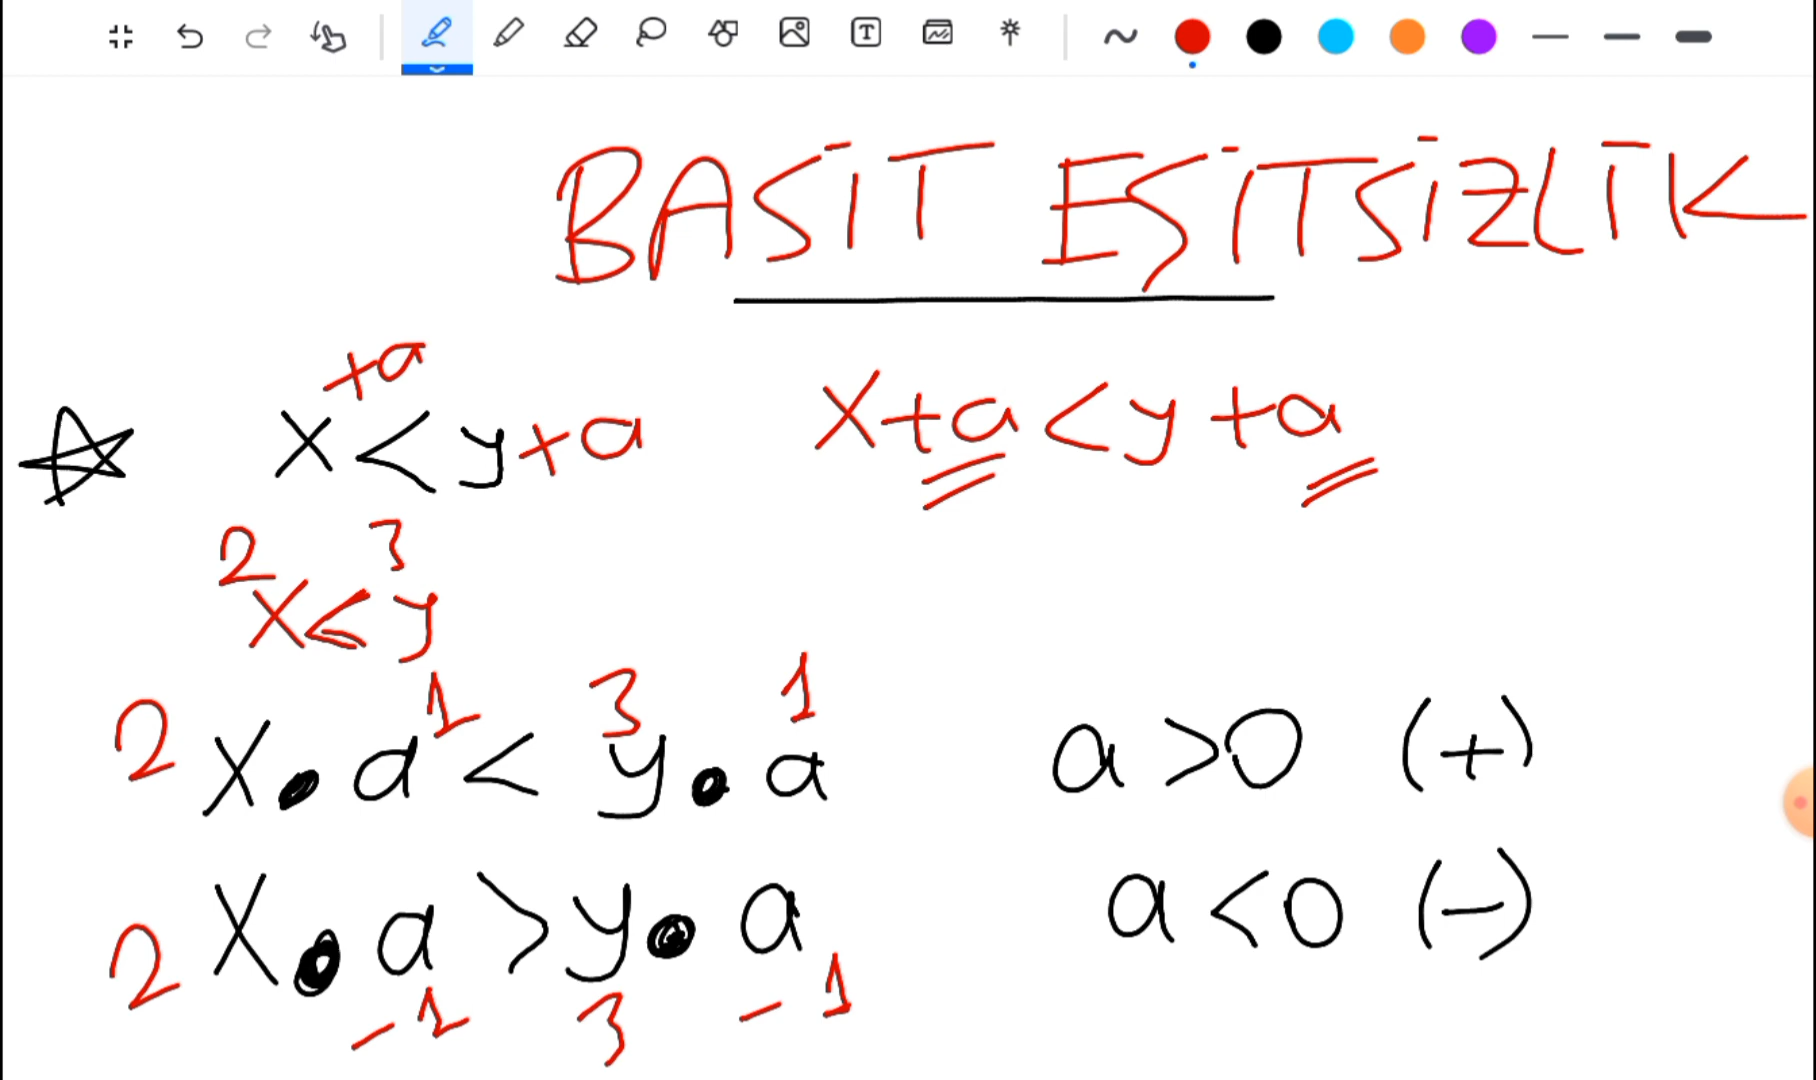 BASİT EŞİTSİZLİK
+a
x < y + a x + a < y + a
2 3
x ≤ y
2 1 3 1
x . a < y . a a > 0 (+)
2 x . a > y . a a < 0 (-)
-1 3 -1